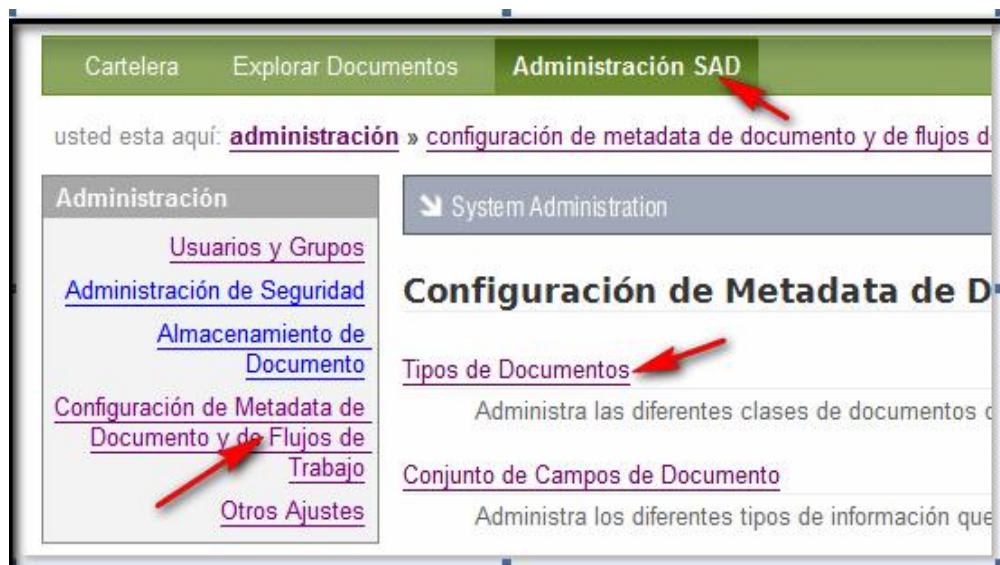 Cartelera Explorar Documentos Administración SAD
usted esta aquí: administración » configuración de metadata de documento y de flujos d
Administración
Usuarios y Grupos
Administración de Seguridad
Almacenamiento de
Documento
Configuración de Metadata de
Documento y de Flujos de
Trabajo
Otros Ajustes
System Administration
Configuración de Metadata de D
Tipos de Documentos
Administra las diferentes clases de documentos
Conjunto de Campos de Documento
Administra los diferentes tipos de información que